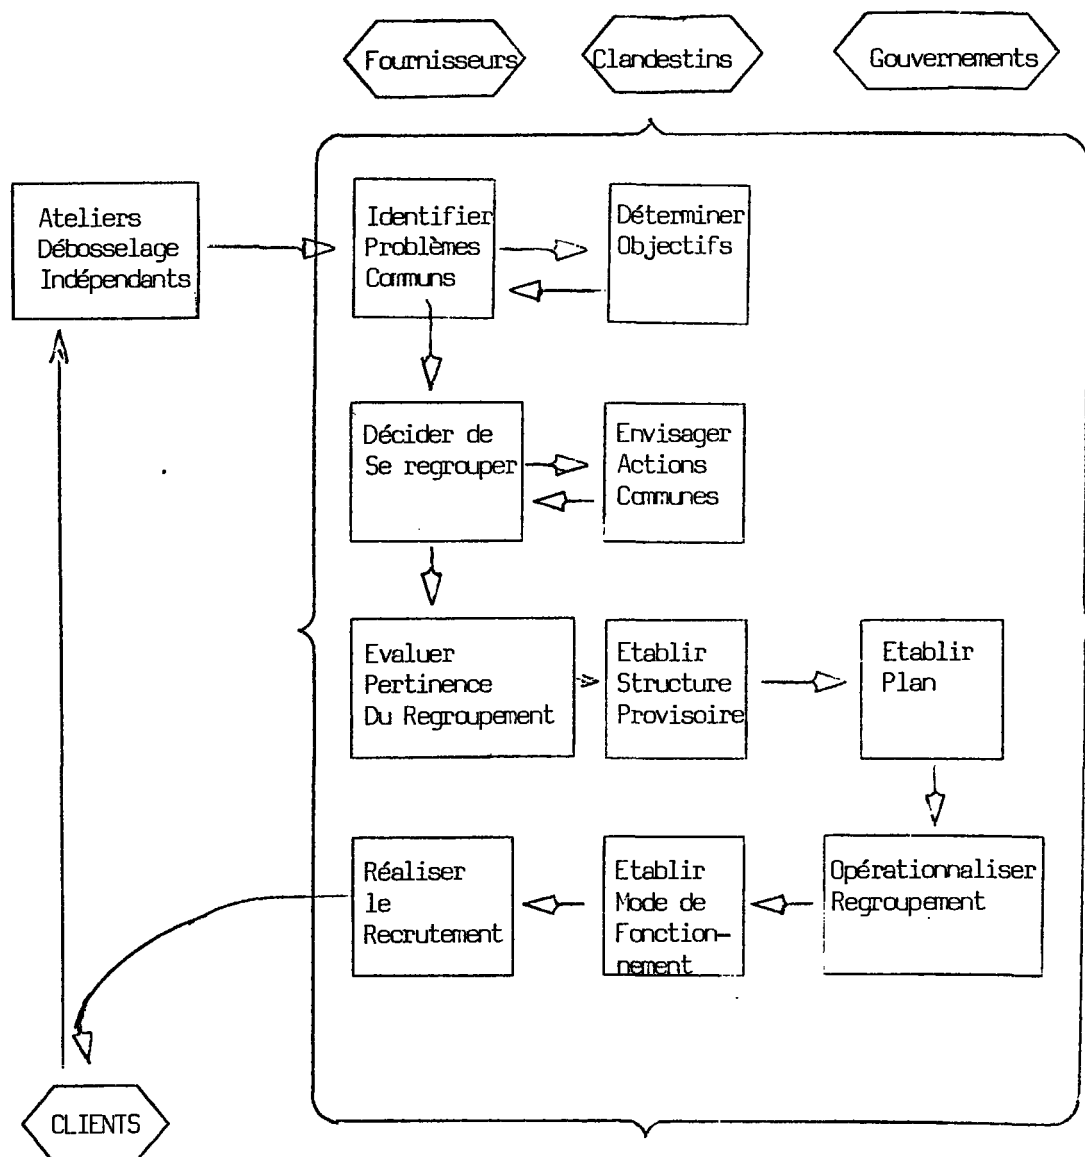 Fournisseurs
Clandestins
Gouvernements
Ateliers
Débosselage
Indépendants
Identifier
Problèmes
Communs
Déterminer
Objectifs
Décider de
Se regrouper
Envisager
Actions
Communes
Evaluer
Pertinence
Du Regroupement
Etablir
Structure
Provisoire
Etablir
Plan
Réaliser
le
Recrutement
Etablir
Mode de
Fonction-
nement
Opérationnaliser
Regroupement
CLIENTS